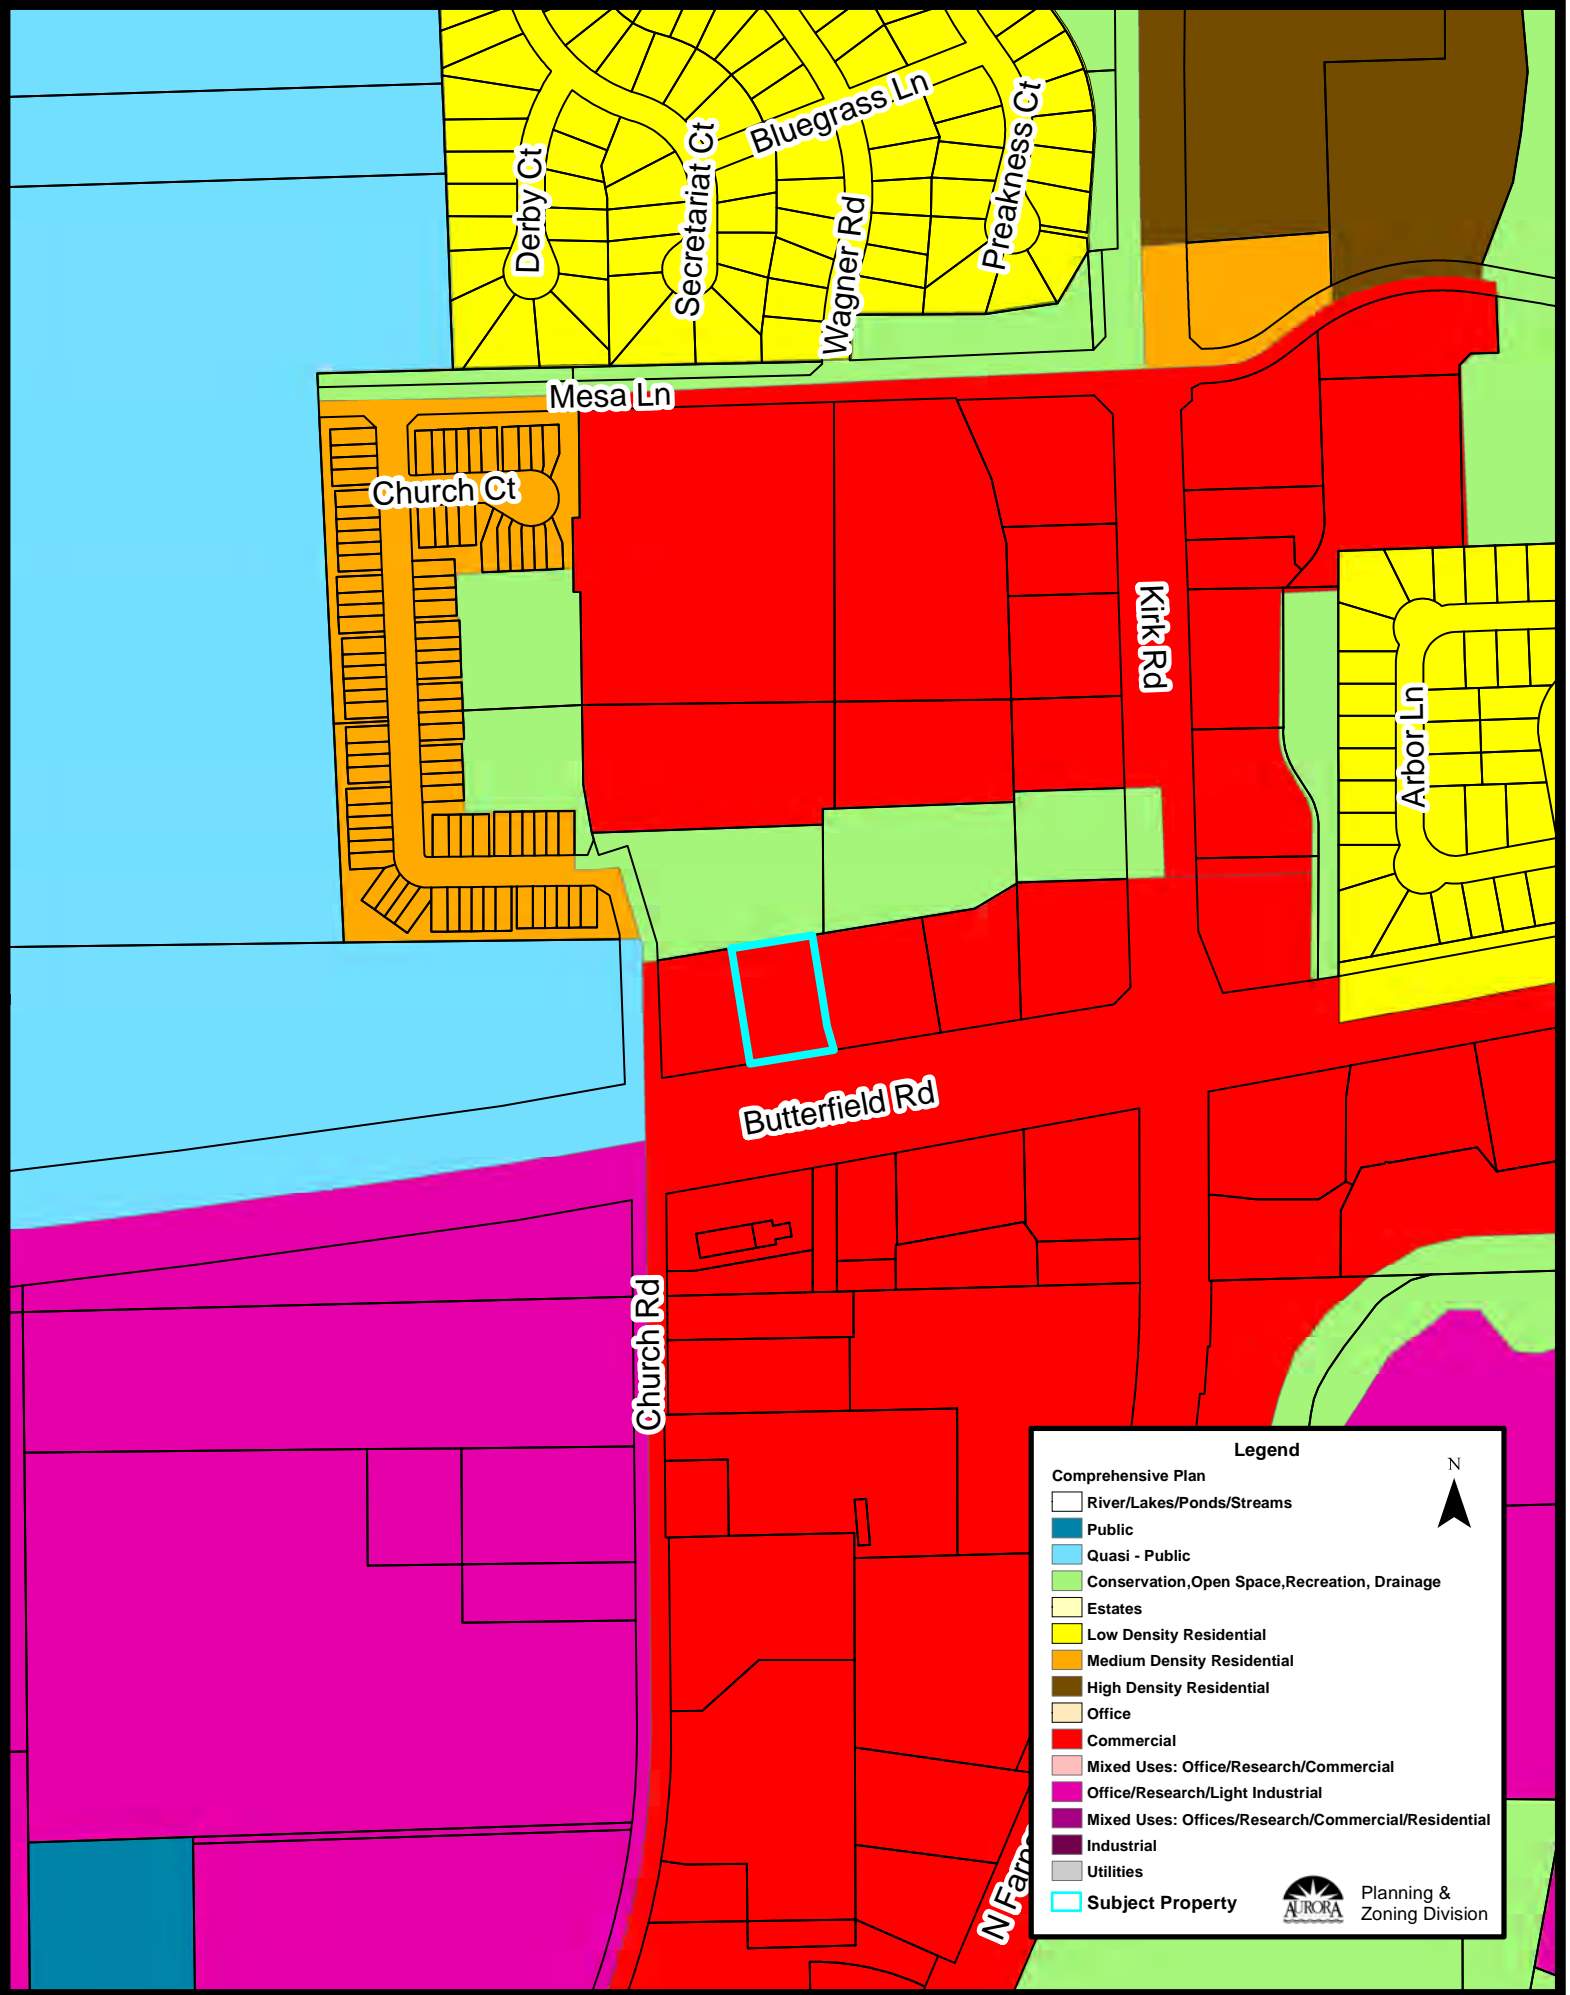 Bluegrass Ln
Preakness Ct
Secretariat Ct
Derby Ct
Wagner Rd
Mesa Ln
Church Ct
Kirk Rd
Arbor Ln
Butterfield Rd
Church Rd
N Farn
Legend
N
Comprehensive Plan
River/Lakes/Ponds/Streams
Public
Quasi - Public
Conservation,Open Space,Recreation, Drainage
Estates
Low Density Residential
Medium Density Residential
High Density Residential
Office
Commercial
Mixed Uses: Office/Research/Commercial
Office/Research/Light Industrial
Mixed Uses: Offices/Research/Commercial/Residential
Industrial
Utilities
Subject Property
AURORA
Planning &
Zoning Division